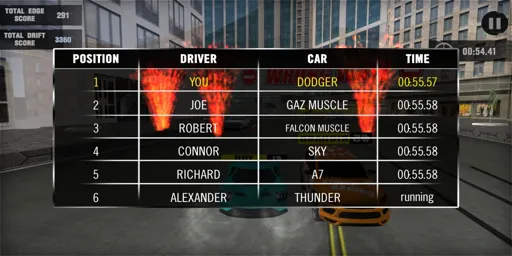 TOTAL EDGE SCORE 291
TOTAL DRIFT SCORE 3360
00:54.41
POSITION DRIVER CAR TIME
1 YOU DODGER 00:55.57
2 JOE GAZ MUSCLE 00:55.58
3 ROBERT FALCON MUSCLE 00:55.58
4 CONNOR SKY 00:55.58
5 RICHARD A7 00:55.58
6 ALEXANDER THUNDER running